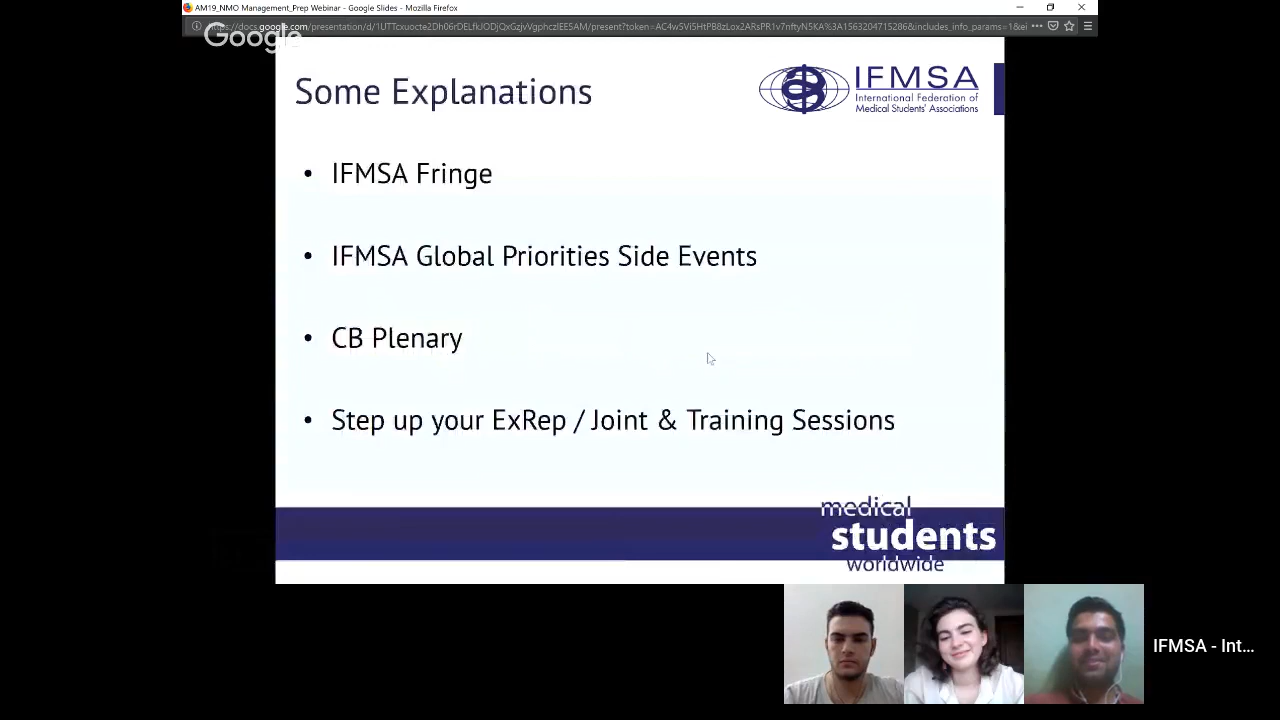 AM19_NMO Management_Prep Webinar - Google Slides - Mozilla Firefox
Google
Some Explanations
IFMSA
International Federation of
Medical Students' Associations
• IFMSA Fringe
• IFMSA Global Priorities Side Events
• CB Plenary
• Step up your ExRep / Joint & Training Sessions
medical
students
worldwide
IFMSA - Int...